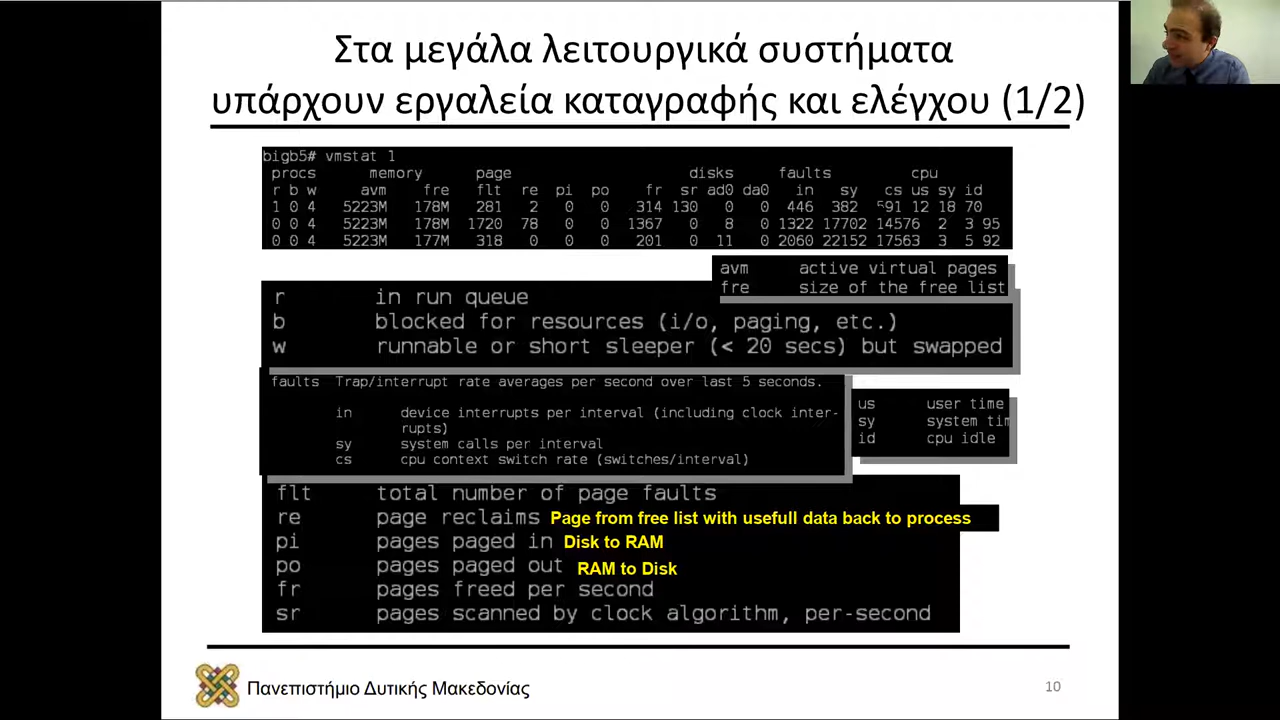 Στα μεγάλα λειτουργικά συστήματα
υπάρχουν εργαλεία καταγραφής και ελέγχου (1/2)
bigb5# vmstat 1
procs memory page disks faults cpu
r b w avm fre flt re pi po fr sr ad0 da0 in sy cs us sy id
1 0 4 5223M 178M 281 2 0 0 314 130 0 0 446 382 591 12 18 70
0 0 4 5223M 178M 1720 78 0 0 1367 0 8 0 1322 17702 14576 2 3 95
0 0 4 5223M 177M 318 0 0 0 201 0 11 0 2060 22152 17563 3 5 92
avm active virtual pages
fre size of the free list
r in run queue
b blocked for resources (i/o, paging, etc.)
w runnable or short sleeper (< 20 secs) but swapped
faults Trap/interrupt rate averages per second over last 5 seconds.
in device interrupts per interval (including clock inter-
rupts)
sy system calls per interval
cs cpu context switch rate (switches/interval)
us user time
sy system tim
id cpu idle
flt total number of page faults
re page reclaims Page from free list with usefull data back to process
pi pages paged in Disk to RAM
po pages paged out RAM to Disk
fr pages freed per second
sr pages scanned by clock algorithm, per-second
Πανεπιστήμιο Δυτικής Μακεδονίας
10